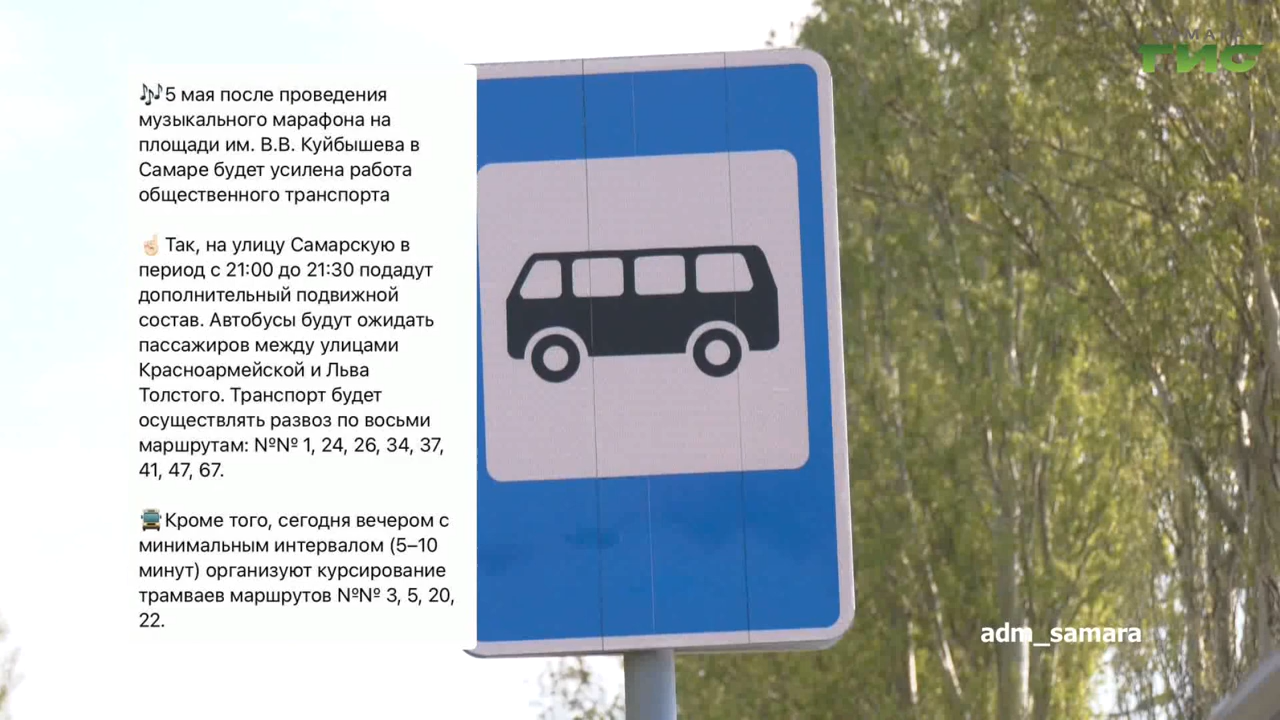 🎶5 мая после проведения
музыкального марафона на
площади им. В.В. Куйбышева в
Самаре будет усилена работа
общественного транспорта
☝🏻Так, на улицу Самарскую в
период с 21:00 до 21:30 подадут
дополнительный подвижной
состав. Автобусы будут ожидать
пассажиров между улицами
Красноармейской и Льва
Толстого. Транспорт будет
осуществлять развоз по восьми
маршрутам: №№ 1, 24, 26, 34, 37,
41, 47, 67.
🚍Кроме того, сегодня вечером с
минимальным интервалом (5–10
минут) организуют курсирование
трамваев маршрутов №№ 3, 5, 20,
22.
САМАРА
ГИС
adm_samara